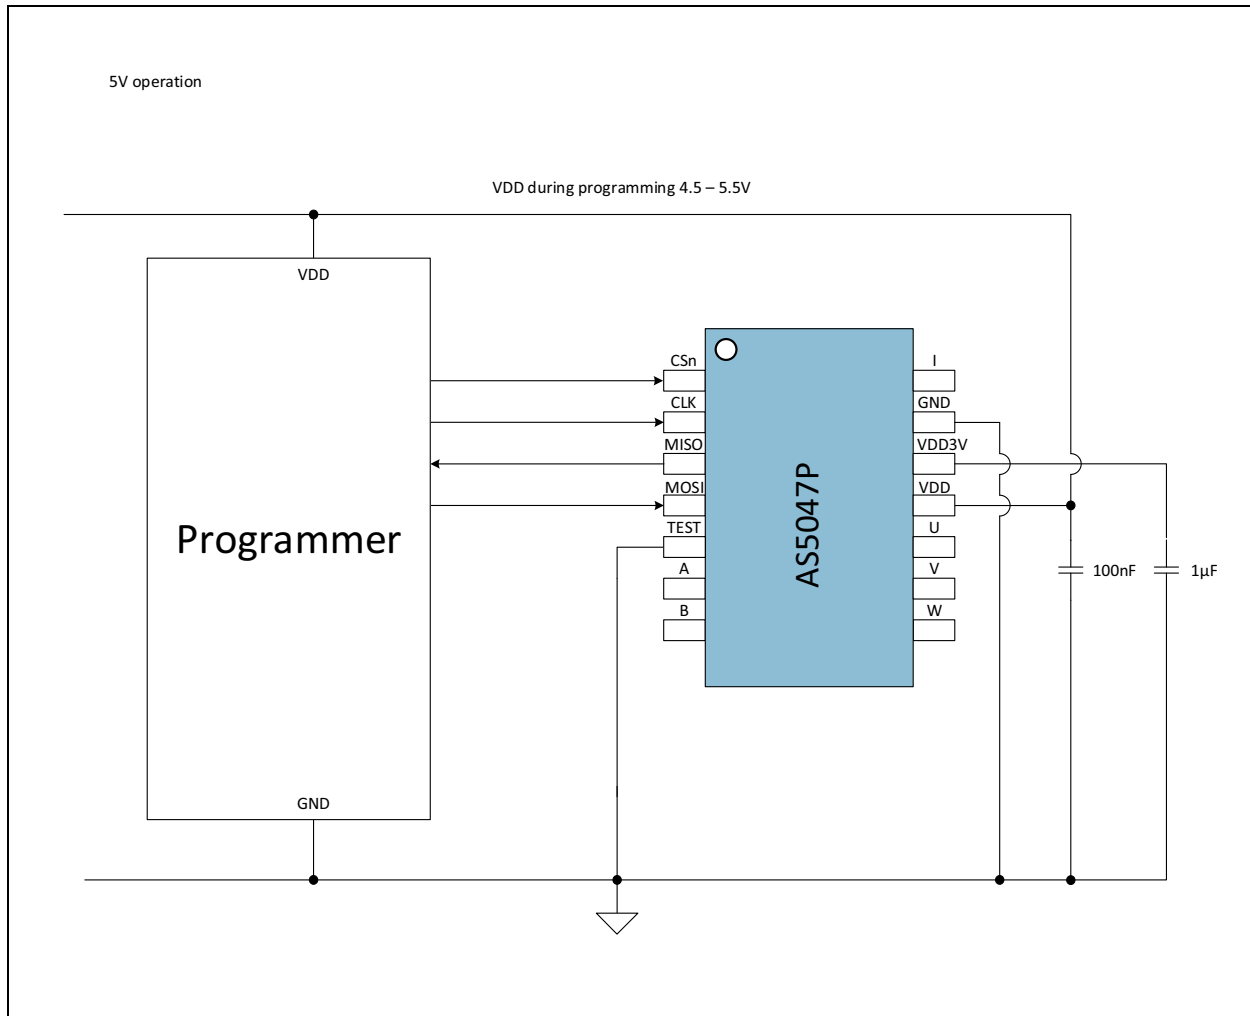 5V operation
VDD during programming 4.5 – 5.5V
VDD
Programmer
GND
CSn
CLK
MISO
MOSI
TEST
A
B
AS5047P
I
GND
VDD3V
VDD
U
V
W
100nF
1µF